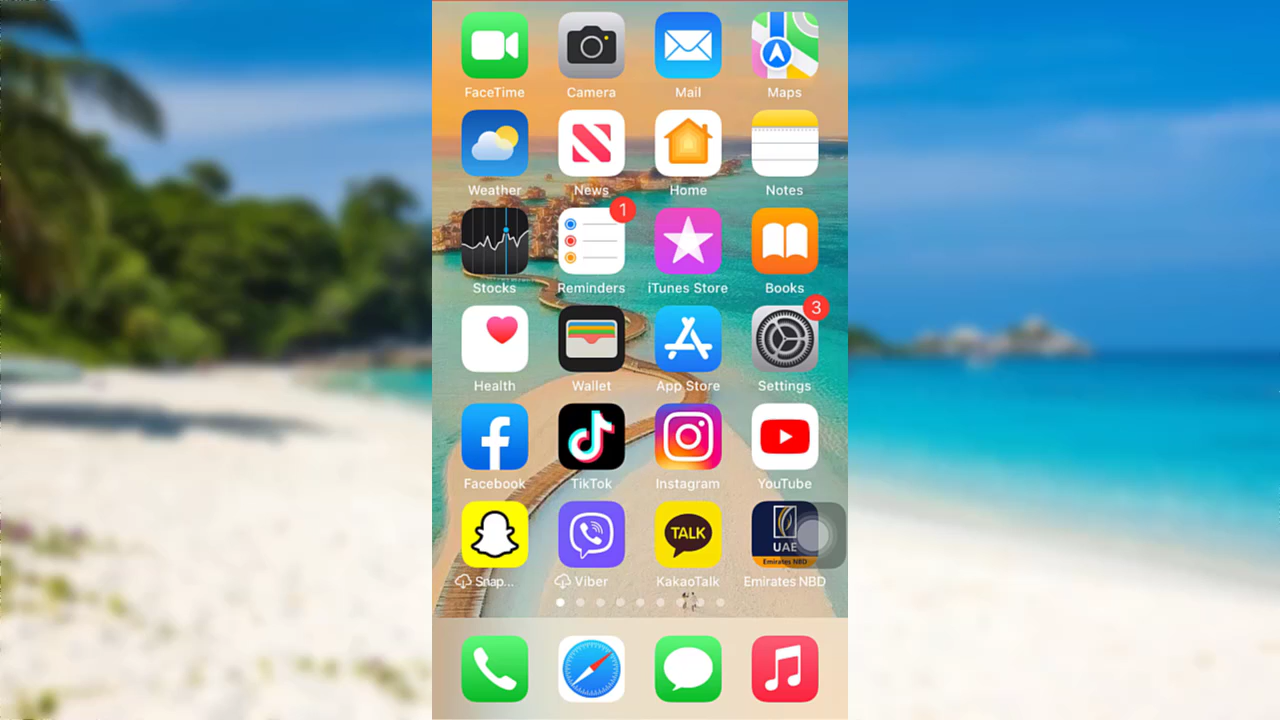 FaceTime Camera Mail Maps
Weather News Home Notes
1
Stocks Reminders iTunes Store Books
3
Health Wallet App Store Settings
Facebook TikTok Instagram YouTube
TALK
UAE
Emirates NBD
Snap... Viber KakaoTalk Emirates NBD